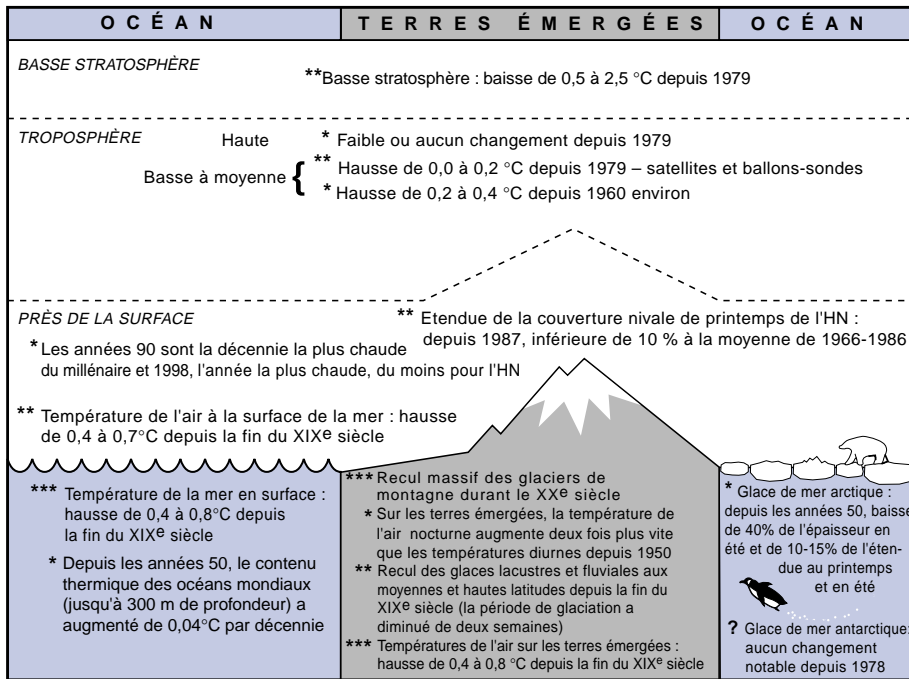 OCÉAN
TERRES ÉMERGÉES
OCÉAN
BASSE STRATOSPHÈRE
**Basse stratosphère : baisse de 0,5 à 2,5 °C depuis 1979
TROPOSPHÈRE
Haute
* Faible ou aucun changement depuis 1979
Basse à moyenne {
** Hausse de 0,0 à 0,2 °C depuis 1979 – satellites et ballons-sondes
* Hausse de 0,2 à 0,4 °C depuis 1960 environ
PRÈS DE LA SURFACE
** Etendue de la couverture nivale de printemps de l'HN :
depuis 1987, inférieure de 10 % à la moyenne de 1966-1986
* Les années 90 sont la décennie la plus chaude
du millénaire et 1998, l'année la plus chaude, du moins pour l'HN
** Température de l'air à la surface de la mer : hausse
de 0,4 à 0,7°C depuis la fin du XIXe siècle
*** Température de la mer en surface :
hausse de 0,4 à 0,8°C depuis
la fin du XIXe siècle
* Depuis les années 50, le contenu
thermique des océans mondiaux
(jusqu'à 300 m de profondeur) a
augmenté de 0,04°C par décennie
*** Recul massif des glaciers de
montagne durant le XXe siècle
* Sur les terres émergées, la température de
l'air nocturne augmente deux fois plus vite
que les températures diurnes depuis 1950
** Recul des glaces lacustres et fluviales aux
moyennes et hautes latitudes depuis la fin du
XIXe siècle (la période de glaciation a
diminué de deux semaines)
*** Températures de l'air sur les terres émergées :
hausse de 0,4 à 0,8 °C depuis la fin du XIXe siècle
* Glace de mer arctique :
depuis les années 50, baisse
de 40% de l'épaisseur en
été et de 10-15% de l'éten-
due au printemps
et en été
? Glace de mer antarctique:
aucun changement
notable depuis 1978